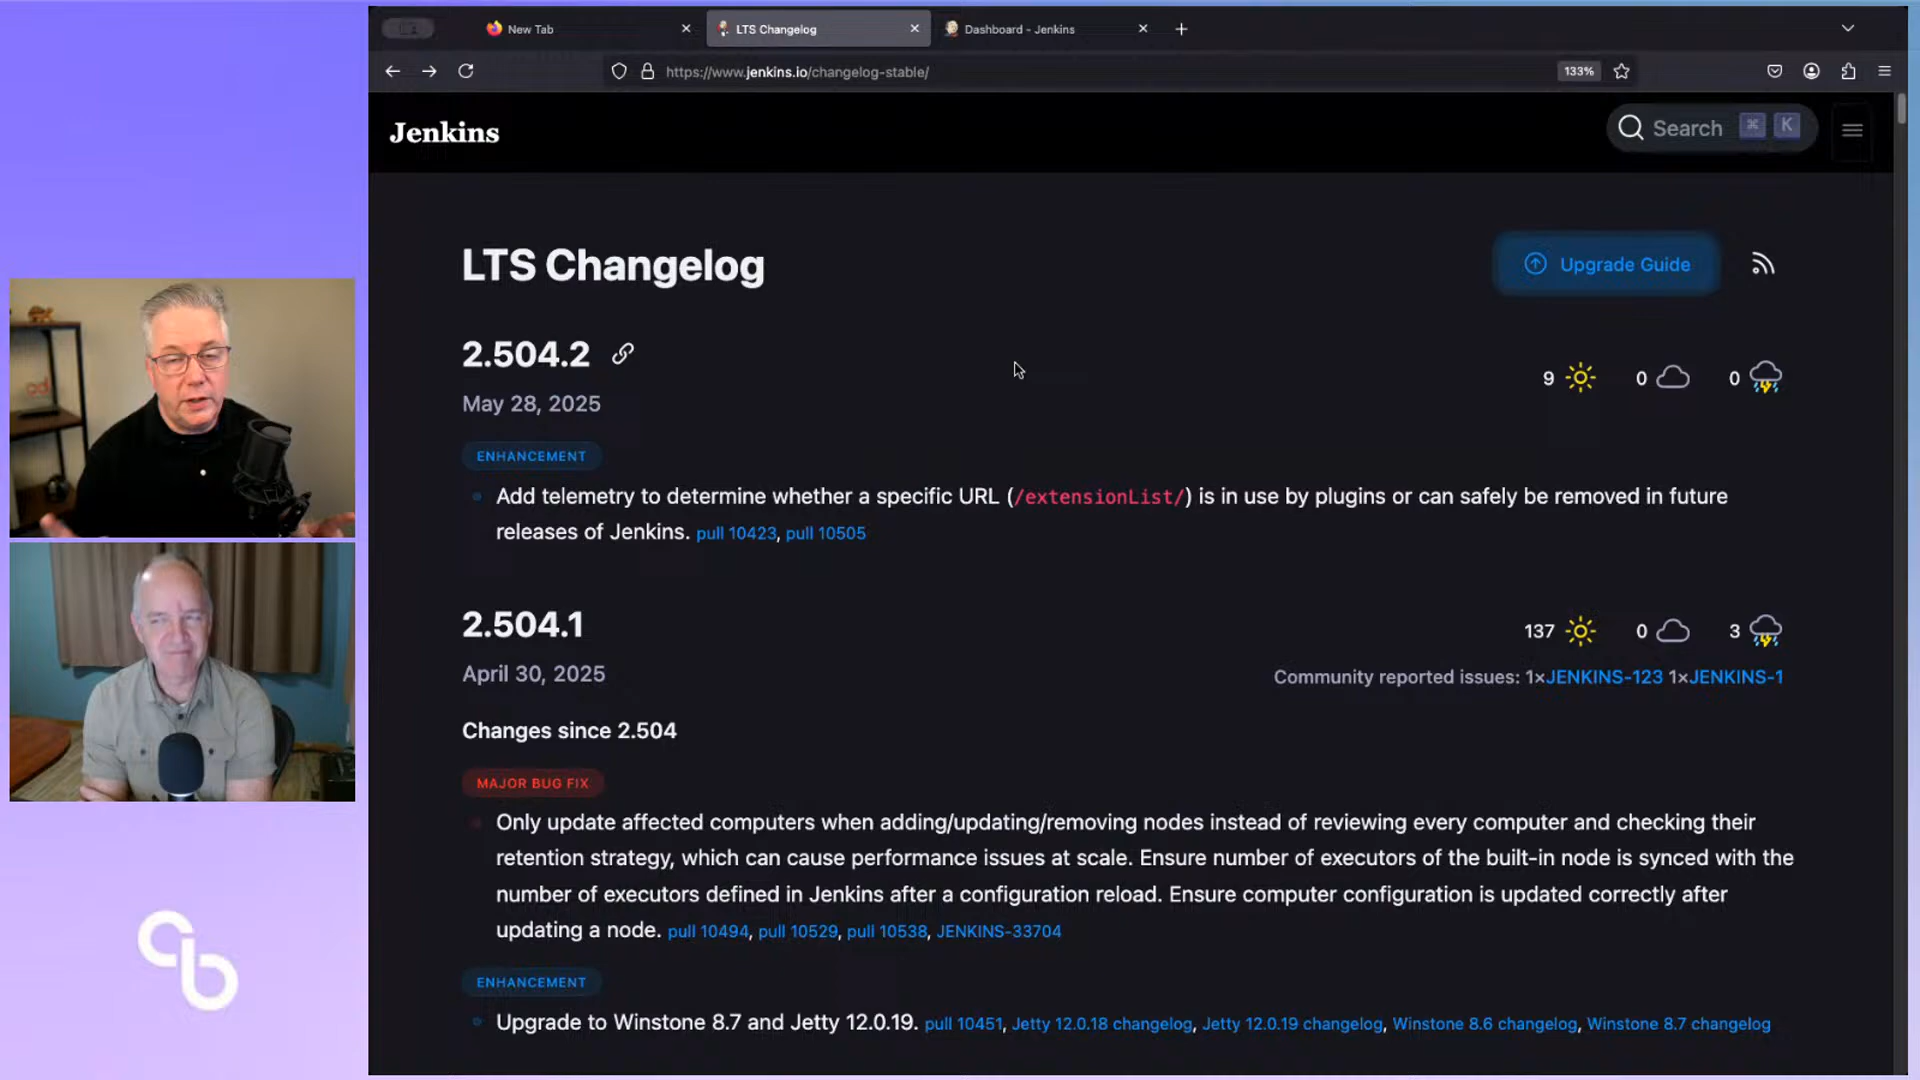 New Tab
LTS Changelog
Dashboard - Jenkins
https://www.jenkins.io/changelog-stable/
133%
Jenkins
Search ⌘ K
LTS Changelog
Upgrade Guide
2.504.2
9 0 0
May 28, 2025
ENHANCEMENT
Add telemetry to determine whether a specific URL (/extensionList/) is in use by plugins or can safely be removed in future
releases of Jenkins. pull 10423, pull 10505
2.504.1
137 0 3
April 30, 2025
Community reported issues: 1×JENKINS-123 1×JENKINS-1
Changes since 2.504
MAJOR BUG FIX
Only update affected computers when adding/updating/removing nodes instead of reviewing every computer and checking their
retention strategy, which can cause performance issues at scale. Ensure number of executors of the built-in node is synced with the
number of executors defined in Jenkins after a configuration reload. Ensure computer configuration is updated correctly after
updating a node. pull 10494, pull 10529, pull 10538, JENKINS-33704
ENHANCEMENT
Upgrade to Winstone 8.7 and Jetty 12.0.19. pull 10451, Jetty 12.0.18 changelog, Jetty 12.0.19 changelog, Winstone 8.6 changelog, Winstone 8.7 changelog